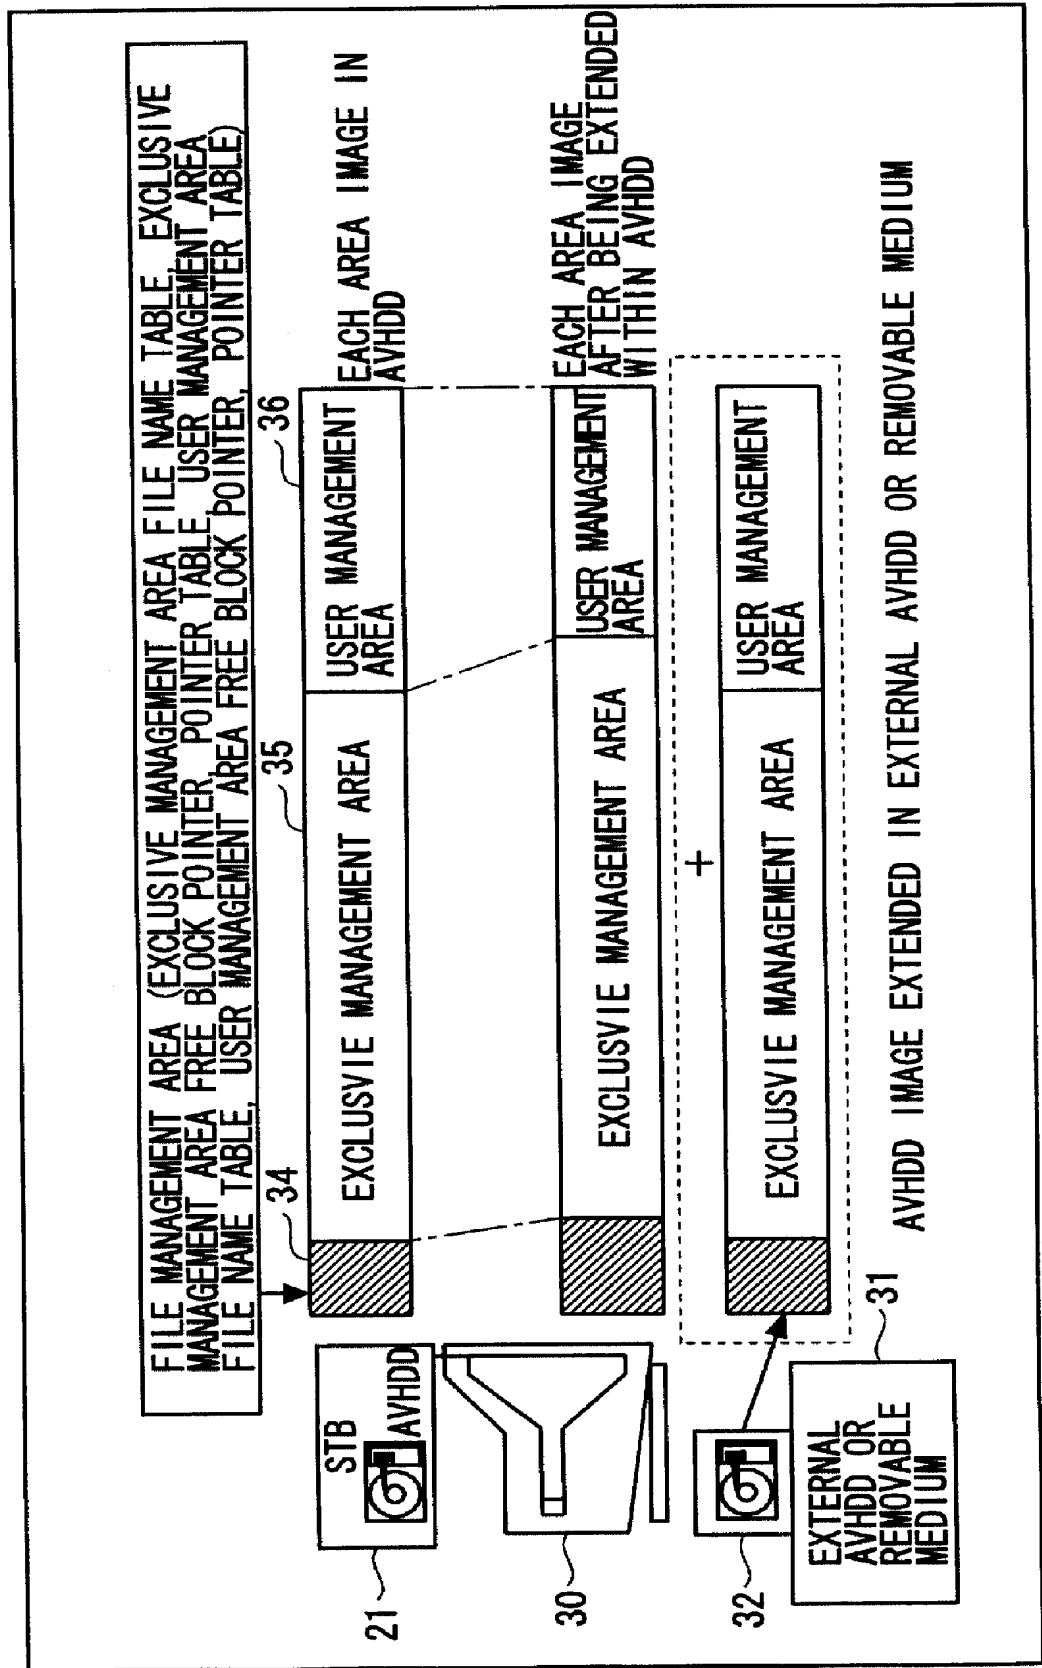 FILE MANAGEMENT AREA (EXCLUSIVE MANAGEMENT AREA FILE NAME TABLE, EXCLUSIVE
MANAGEMENT AREA FREE BLOCK POINTER, POINTER TABLE, USER MANAGEMENT AREA
FILE NAME TABLE, USER MANAGEMENT AREA FREE BLOCK POINTER, POINTER TABLE)
STB
AVHDD
21
34
35
36
EXCLUSVIE MANAGEMENT AREA
USER MANAGEMENT
AREA
EACH AREA IMAGE IN
AVHDD
30
EXCLUSVIE MANAGEMENT AREA
USER MANAGEMENT
AREA
EACH AREA IMAGE
AFTER BEING EXTENDED
WITHIN AVHDD
+
32
EXCLUSVIE MANAGEMENT AREA
USER MANAGEMENT
AREA
EXTERNAL
AVHDD OR
REMOVABLE
MEDIUM
31
AVHDD IMAGE EXTENDED IN EXTERNAL AVHDD OR REMOVABLE MEDIUM